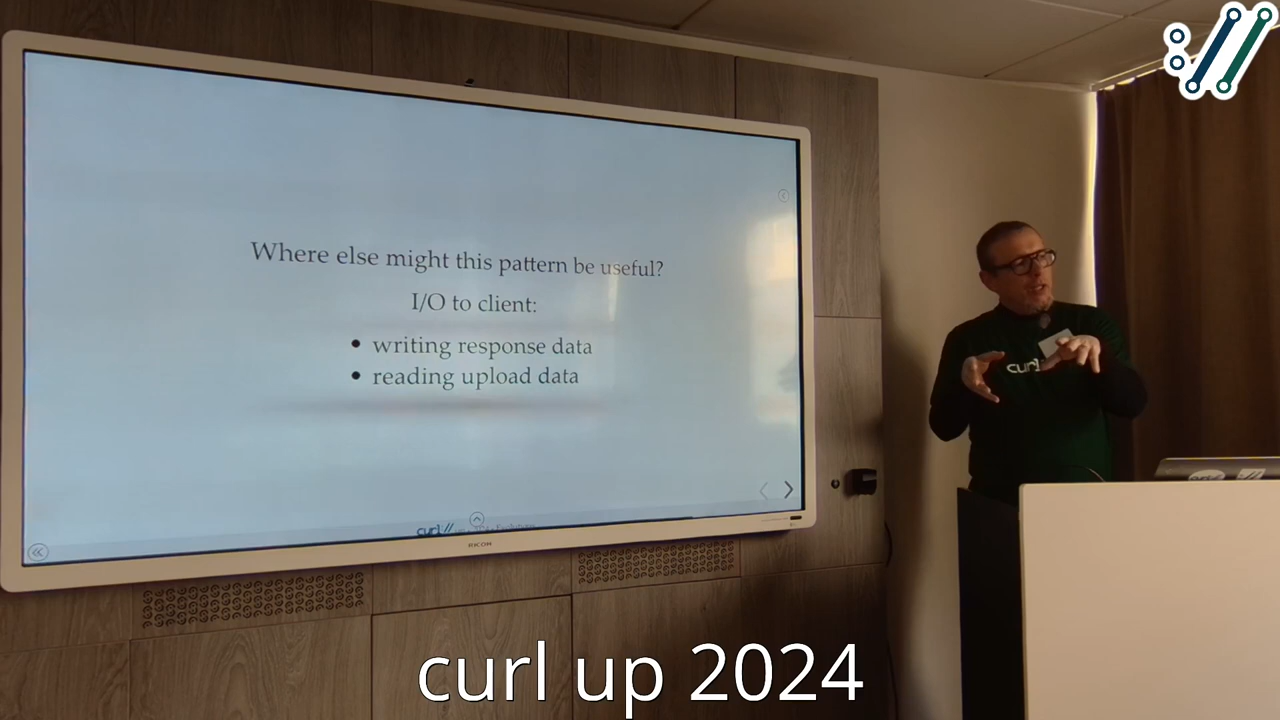 Where else might this pattern be useful?
I/O to client:
• writing response data
• reading upload data
curl://
RICOH
curl
curl up 2024